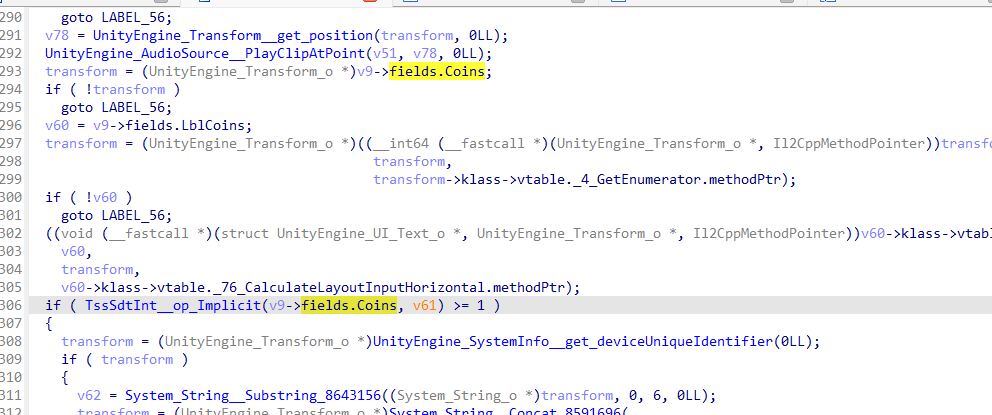 290 goto LABEL_56;
291 v78 = UnityEngine_Transform__get_position(transform, 0LL);
292 UnityEngine_AudioSource__PlayClipAtPoint(v51, v78, 0LL);
293 transform = (UnityEngine_Transform_o *)v9->fields.Coins;
294 if ( !transform )
295 goto LABEL_56;
296 v60 = v9->fields.LblCoins;
297 transform = (UnityEngine_Transform_o *)((__int64 (__fastcall *)(UnityEngine_Transform_o *, Il2CppMethodPointer))transf
298 transform,
299 transform->klass->vtable._4_GetEnumerator.methodPtr);
300 if ( !v60 )
301 goto LABEL_56;
302 ((void (__fastcall *)(struct UnityEngine_UI_Text_o *, UnityEngine_Transform_o *, Il2CppMethodPointer))v60->klass->vtabl
303 v60,
304 transform,
305 v60->klass->vtable._76_CalculateLayoutInputHorizontal.methodPtr);
306 if ( TssSdtInt__op_Implicit(v9->fields.Coins, v61) >= 1 )
307 {
308 transform = (UnityEngine_Transform_o *)UnityEngine_SystemInfo__get_deviceUniqueIdentifier(0LL);
309 if ( transform )
310 {
311 v62 = System_String__Substring_8643156((System_String_o *)transform, 0, 6, 0LL);
312 transform = (UnityEngine_Transform_o *)System_String__Concat_8591696(